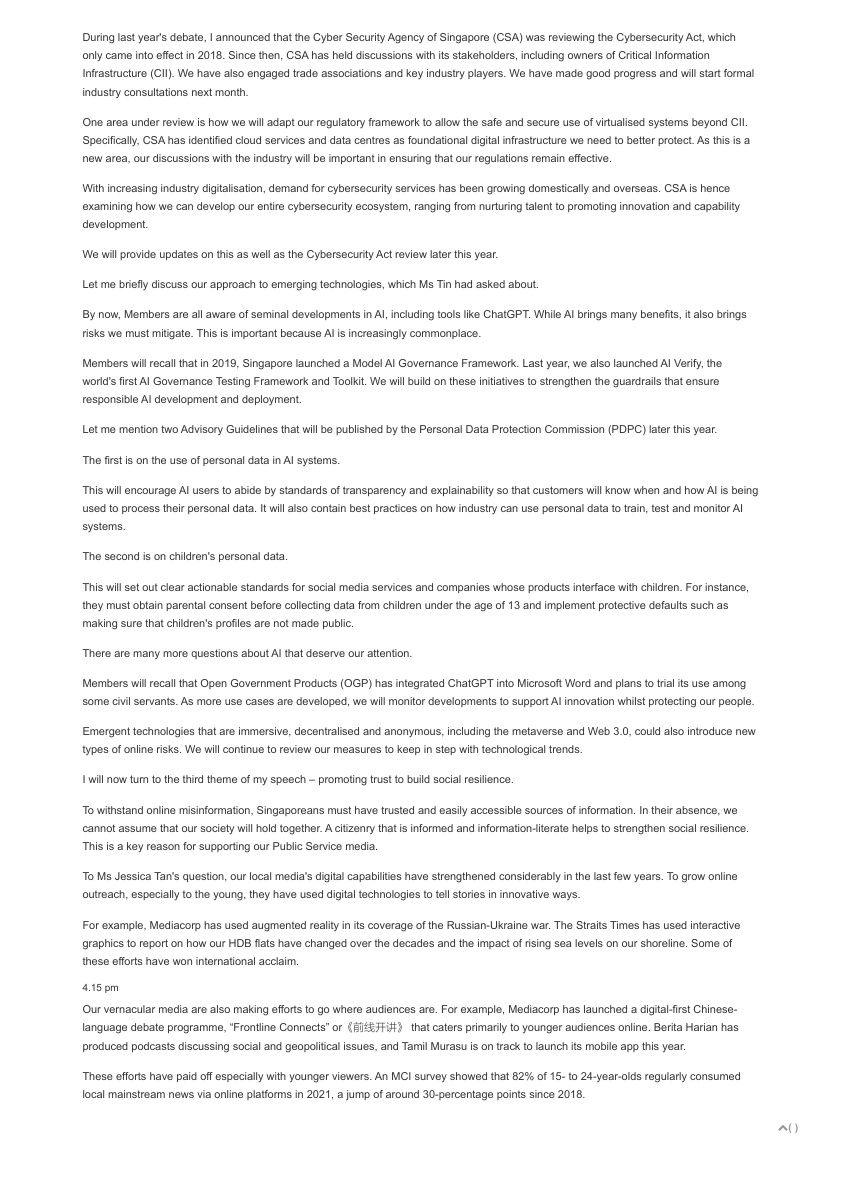 During last year's debate, I announced that the Cyber Security Agency of Singapore (CSA) was reviewing the Cybersecurity Act, which
only came into effect in 2018. Since then, CSA has held discussions with its stakeholders, including owners of Critical Information
Infrastructure (CII). We have also engaged trade associations and key industry players. We have made good progress and will start formal
industry consultations next month.
One area under review is how we will adapt our regulatory framework to allow the safe and secure use of virtualised systems beyond CII.
Specifically, CSA has identified cloud services and data centres as foundational digital infrastructure we need to better protect. As this is a
new area, our discussions with the industry will be important in ensuring that our regulations remain effective.
With increasing industry digitalisation, demand for cybersecurity services has been growing domestically and overseas. CSA is hence
examining how we can develop our entire cybersecurity ecosystem, ranging from nurturing talent to promoting innovation and capability
development.
We will provide updates on this as well as the Cybersecurity Act review later this year.
Let me briefly discuss our approach to emerging technologies, which Ms Tin had asked about.
By now, Members are all aware of seminal developments in AI, including tools like ChatGPT. While AI brings many benefits, it also brings
risks we must mitigate. This is important because AI is increasingly commonplace.
Members will recall that in 2019, Singapore launched a Model AI Governance Framework. Last year, we also launched AI Verify, the
world's first AI Governance Testing Framework and Toolkit. We will build on these initiatives to strengthen the guardrails that ensure
responsible AI development and deployment.
Let me mention two Advisory Guidelines that will be published by the Personal Data Protection Commission (PDPC) later this year.
The first is on the use of personal data in AI systems.
This will encourage AI users to abide by standards of transparency and explainability so that customers will know when and how AI is being
used to process their personal data. It will also contain best practices on how industry can use personal data to train, test and monitor AI
systems.
The second is on children's personal data.
This will set out clear actionable standards for social media services and companies whose products interface with children. For instance,
they must obtain parental consent before collecting data from children under the age of 13 and implement protective defaults such as
making sure that children's profiles are not made public.
There are many more questions about AI that deserve our attention.
Members will recall that Open Government Products (OGP) has integrated ChatGPT into Microsoft Word and plans to trial its use among
some civil servants. As more use cases are developed, we will monitor developments to support AI innovation whilst protecting our people.
Emergent technologies that are immersive, decentralised and anonymous, including the metaverse and Web 3.0, could also introduce new
types of online risks. We will continue to review our measures to keep in step with technological trends.
I will now turn to the third theme of my speech – promoting trust to build social resilience.
To withstand online misinformation, Singaporeans must have trusted and easily accessible sources of information. In their absence, we
cannot assume that our society will hold together. A citizenry that is informed and information-literate helps to strengthen social resilience.
This is a key reason for supporting our Public Service media.
To Ms Jessica Tan's question, our local media's digital capabilities have strengthened considerably in the last few years. To grow online
outreach, especially to the young, they have used digital technologies to tell stories in innovative ways.
For example, Mediacorp has used augmented reality in its coverage of the Russian-Ukraine war. The Straits Times has used interactive
graphics to report on how our HDB flats have changed over the decades and the impact of rising sea levels on our shoreline. Some of
these efforts have won international acclaim.
4.15 pm
Our vernacular media are also making efforts to go where audiences are. For example, Mediacorp has launched a digital-first Chinese-
language debate programme, “Frontline Connects” or《前线开讲》 that caters primarily to younger audiences online. Berita Harian has
produced podcasts discussing social and geopolitical issues, and Tamil Murasu is on track to launch its mobile app this year.
These efforts have paid off especially with younger viewers. An MCI survey showed that 82% of 15- to 24-year-olds regularly consumed
local mainstream news via online platforms in 2021, a jump of around 30-percentage points since 2018.
( )